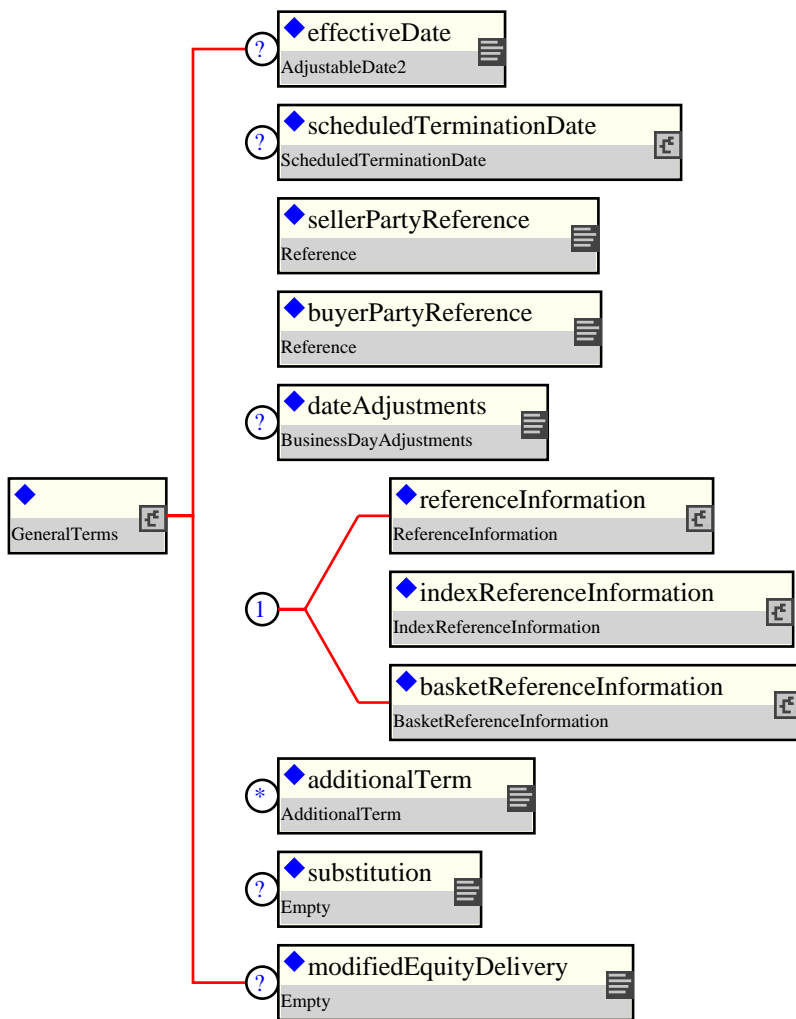 ?
effectiveDate
AdjustableDate2
?
scheduledTerminationDate
ScheduledTerminationDate
sellerPartyReference
Reference
buyerPartyReference
Reference
?
dateAdjustments
BusinessDayAdjustments
GeneralTerms
1
referenceInformation
ReferenceInformation
indexReferenceInformation
IndexReferenceInformation
basketReferenceInformation
BasketReferenceInformation
*
additionalTerm
AdditionalTerm
?
substitution
Empty
?
modifiedEquityDelivery
Empty